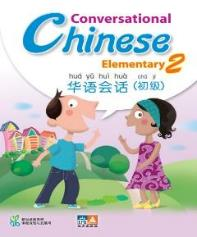 Conversational
Chinese
Elementary 2
huá yǔ huì huà chū jí
华语会话(初级)